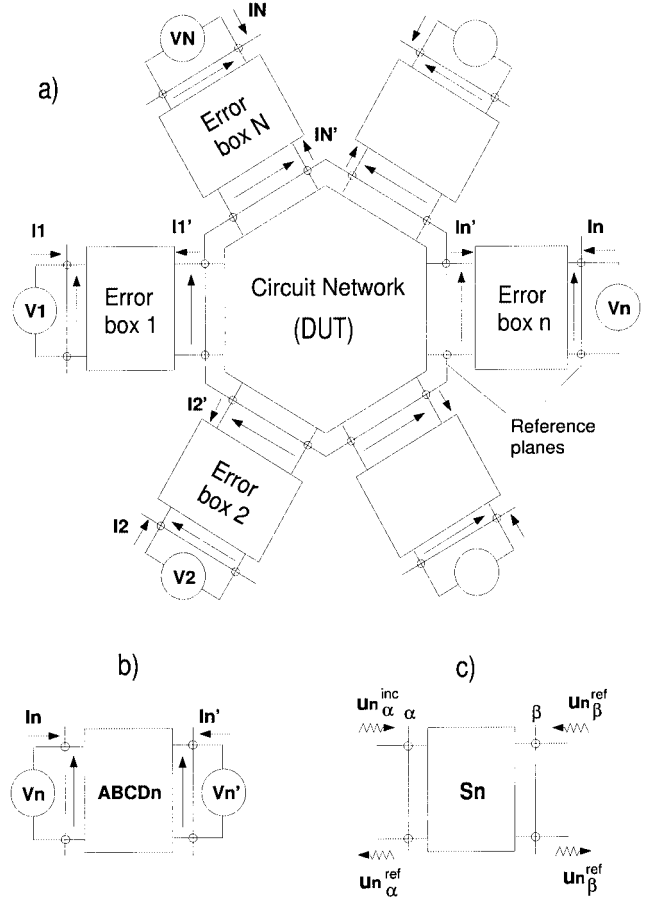 a)
VN
IN
Error
box N
IN'
I1
I1'
In'
In
V1
Error
box 1
Circuit Network
(DUT)
Error
box n
Vn
I2'
Reference
planes
Error
box 2
I2
V2
b)
c)
In
In'
Vn
ABCDn
Vn'
un α inc
α
β
un β ref
Sn
un α ref
un β ref